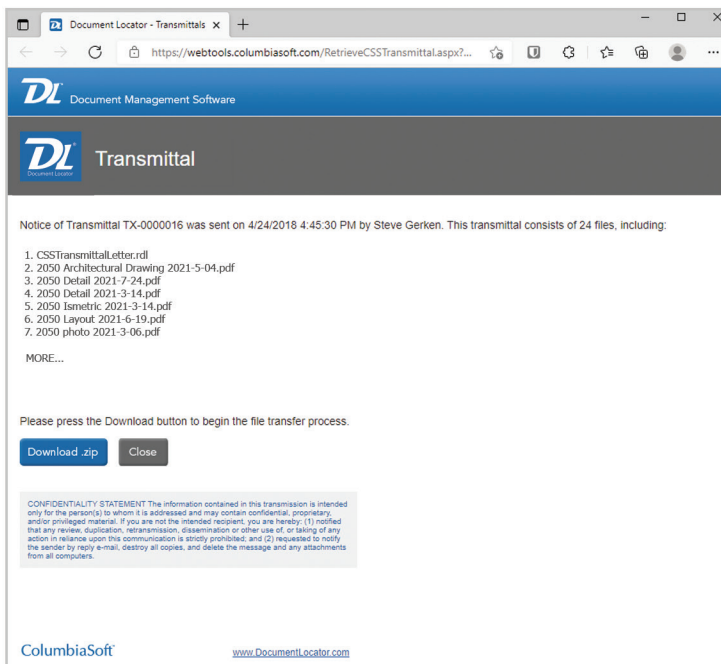 Document Locator - Transmittals
https://webtools.columbiasoft.com/RetrieveCSSTransmittal.aspx?...
DL Document Management Software
DL
Document Locator
Transmittal
Notice of Transmittal TX-0000016 was sent on 4/24/2018 4:45:30 PM by Steve Gerken. This transmittal consists of 24 files, including:
1. CSSTransmittalLetter.rdl
2. 2050 Architectural Drawing 2021-5-04.pdf
3. 2050 Detail 2021-7-24.pdf
4. 2050 Detail 2021-3-14.pdf
5. 2050 Ismetric 2021-3-14.pdf
6. 2050 Layout 2021-6-19.pdf
7. 2050 photo 2021-3-06.pdf
MORE...
Please press the Download button to begin the file transfer process.
Download .zip Close
CONFIDENTIALITY STATEMENT The information contained in this transmission is intended
only for the person(s) to whom it is addressed and may contain confidential, proprietary,
and/or privileged material. If you are not the intended recipient, you are hereby: (1) notified
that any review, duplication, retransmission, dissemination or other use of, or taking of any
action in reliance upon this communication is strictly prohibited; and (2) requested to notify
the sender by reply e-mail, destroy all copies, and delete the message and any attachments
from all computers.
ColumbiaSoft www.DocumentLocator.com